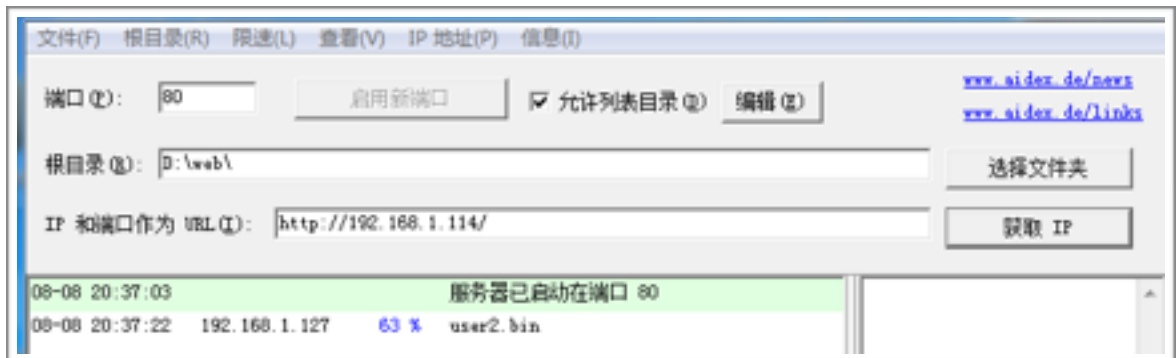 文件(F) 根目录(R) 限速(L) 查看(V) IP 地址(P) 信息(I)
端口(P): 80 启用新端口 允许列表目录(D) 编辑(E) www.aidex.de/news
www.aidex.de/links
根目录(R): D:\web\ 选择文件夹
IP 和端口作为 URL(I): http://192.168.1.114/ 获取 IP
08-08 20:37:03 服务器已启动在端口 80
08-08 20:37:22 192.168.1.127 63 % user2.bin